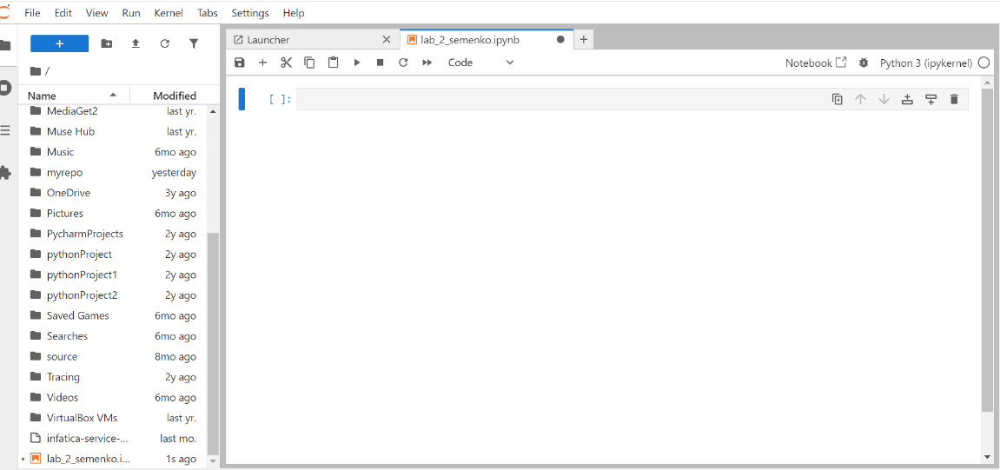 File Edit View Run Kernel Tabs Settings Help
+
/
Name Modified
MediaGet2 last yr.
Muse Hub last yr.
Music 6mo ago
myrepo yesterday
OneDrive 3y ago
Pictures 6mo ago
PycharmProjects 2y ago
pythonProject 2y ago
pythonProject1 2y ago
pythonProject2 2y ago
Saved Games 6mo ago
Searches 6mo ago
source 8mo ago
Tracing 2y ago
Videos 6mo ago
VirtualBox VMs last yr.
infatica-service-... last mo.
lab_2_semenko.i... 1s ago
Launcher lab_2_semenko.ipynb +
Code Notebook Python 3 (ipykernel)
[ ]: